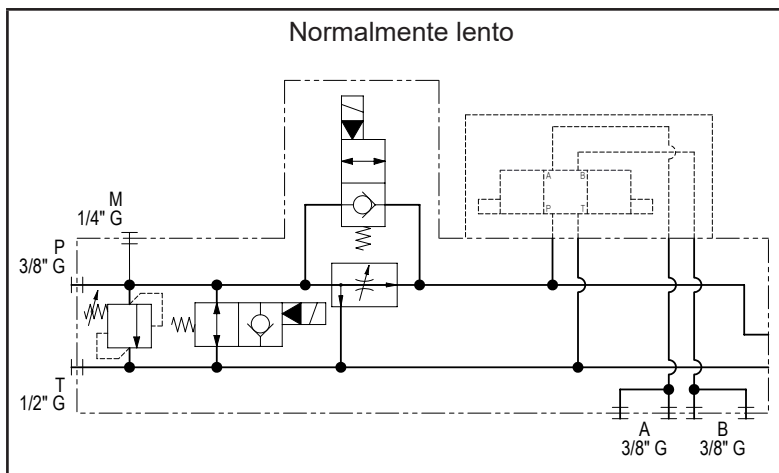 Normalmente lento
M
1/4" G
P
3/8" G
A
B
P
T
T
1/2" G
A
3/8" G
B
3/8" G